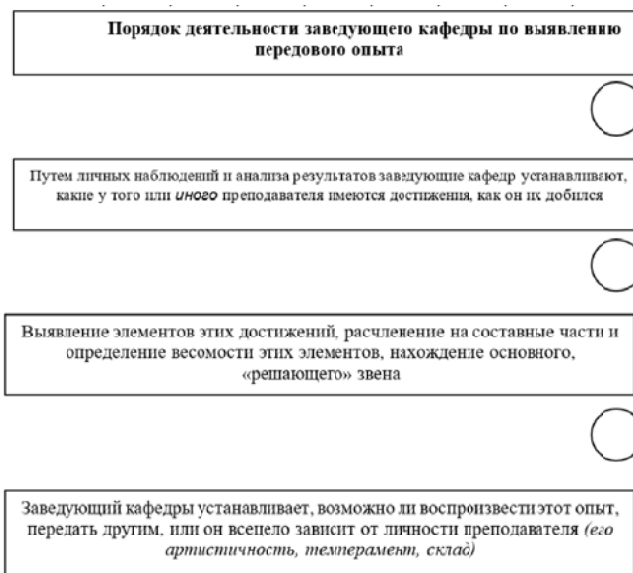 Порядок деятельности заведующего кафедры по выявлению
передового опыта
Путем личных наблюдений и анализа результатов заведующие кафедр устанавливают,
какие у того или иного преподавателя имеются достижения, как он их добился
Выявление элементов этих достижений, расчленение на составные части и
определение весомости этих элементов, нахождение основного,
«решающего» звена
Заведующий кафедры устанавливает, возможно ли воспроизвести этот опыт,
передать другим, или он всецело зависит от личности преподавателя (его
артистичность, темперамент, склад)